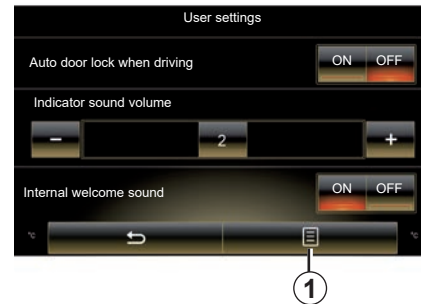 User settings
Auto door lock when driving ON OFF
Indicator sound volume
− 2 +
Internal welcome sound ON OFF
°C °C
1